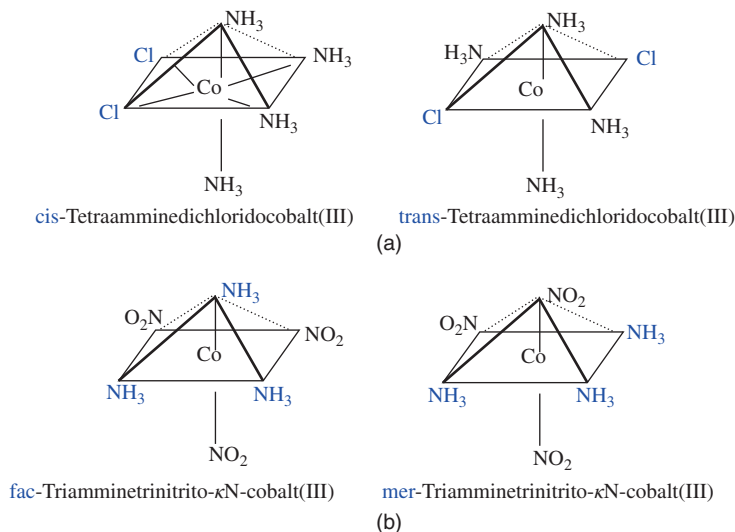 NH3 NH3
Cl NH3 H3N Cl
Co Co
Cl NH3 Cl NH3
NH3 NH3
cis-Tetraamminedichloridocobalt(III) trans-Tetraamminedichloridocobalt(III)
(a)
NH3 NO2
O2N NO2 O2N NH3
Co Co
NH3 NH3 NH3 NH3
NO2 NO2
fac-Triamminetrinitrito-κN-cobalt(III) mer-Triamminetrinitrito-κN-cobalt(III)
(b)